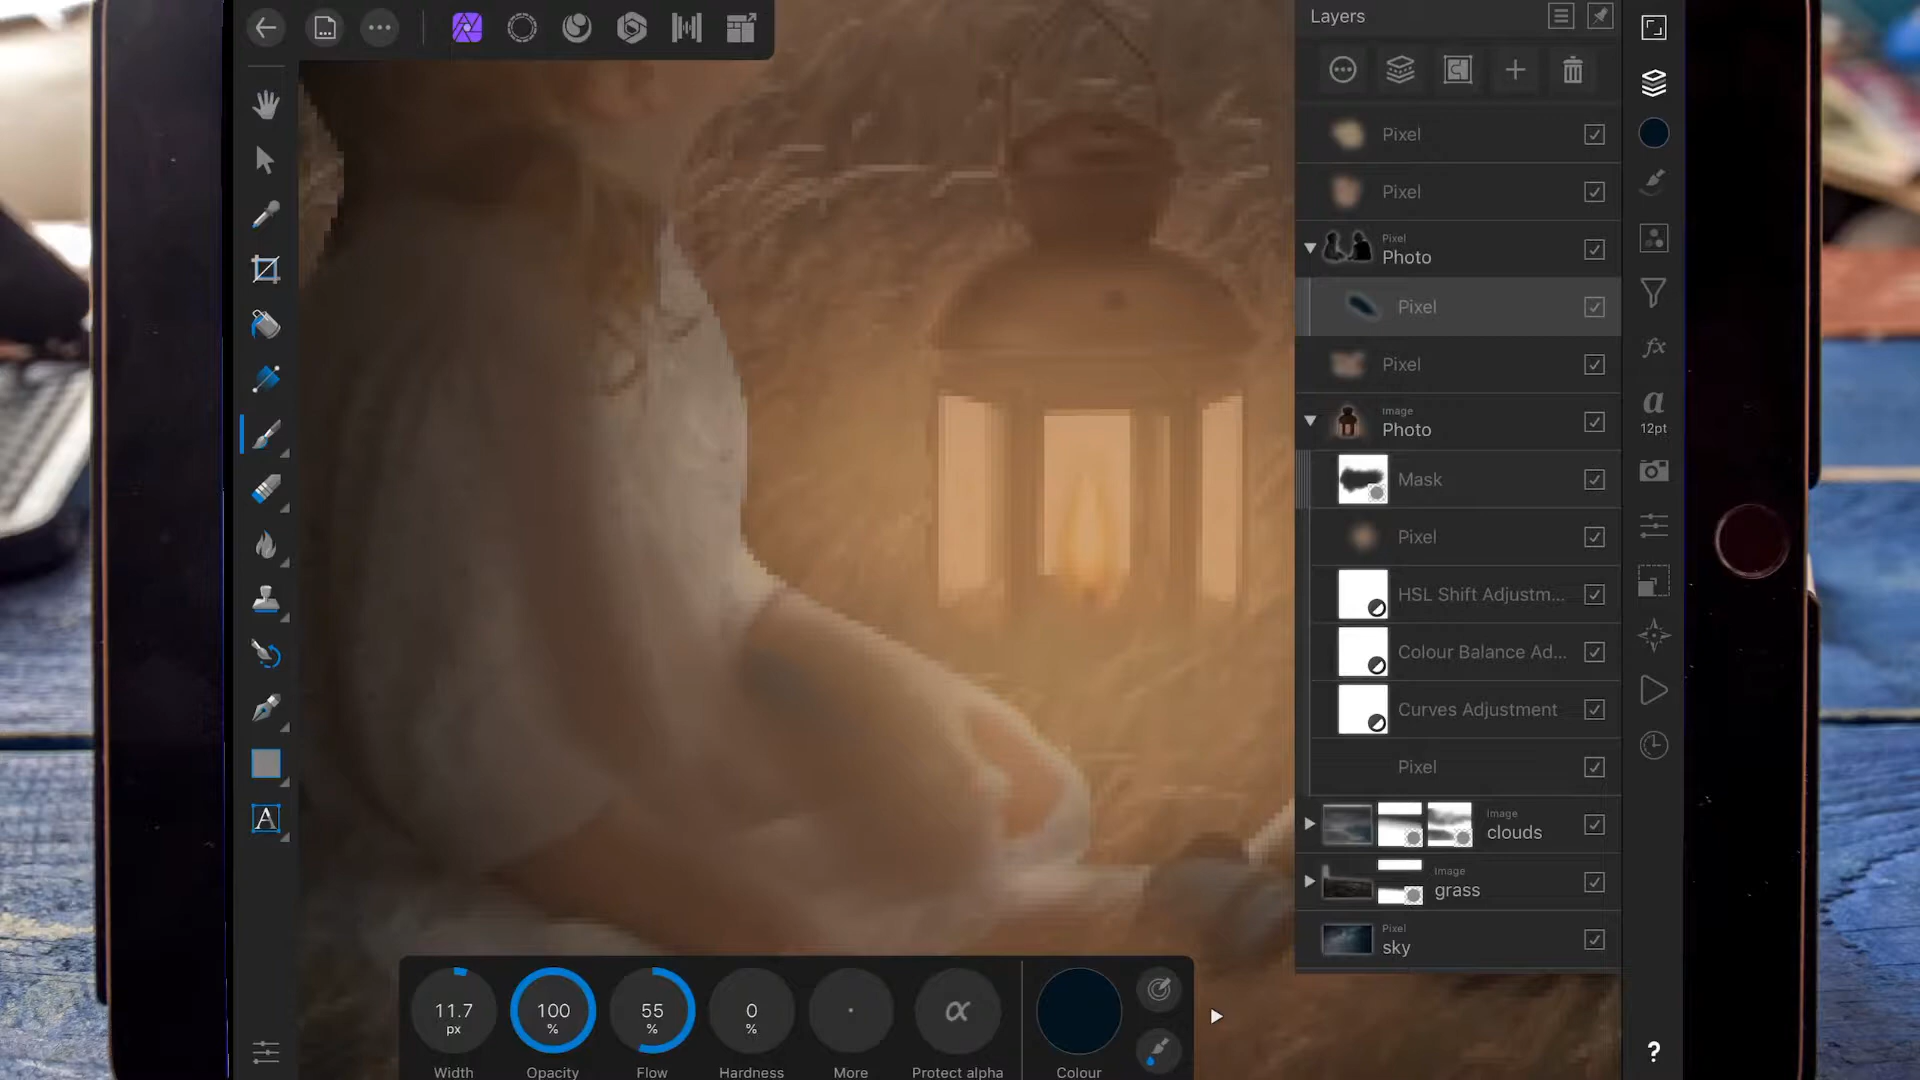 Layers
Pixel
Pixel
Pixel
Photo
Pixel
Pixel
Image
Photo
Mask
Pixel
HSL Shift Adjustm...
Colour Balance Ad...
Curves Adjustment
Pixel
Image
clouds
Image
grass
Pixel
sky
fx
a
12pt
A
11.7
px
100
%
55
%
0
%
α
Width
Opacity
Flow
Hardness
More
Protect alpha
Colour
?